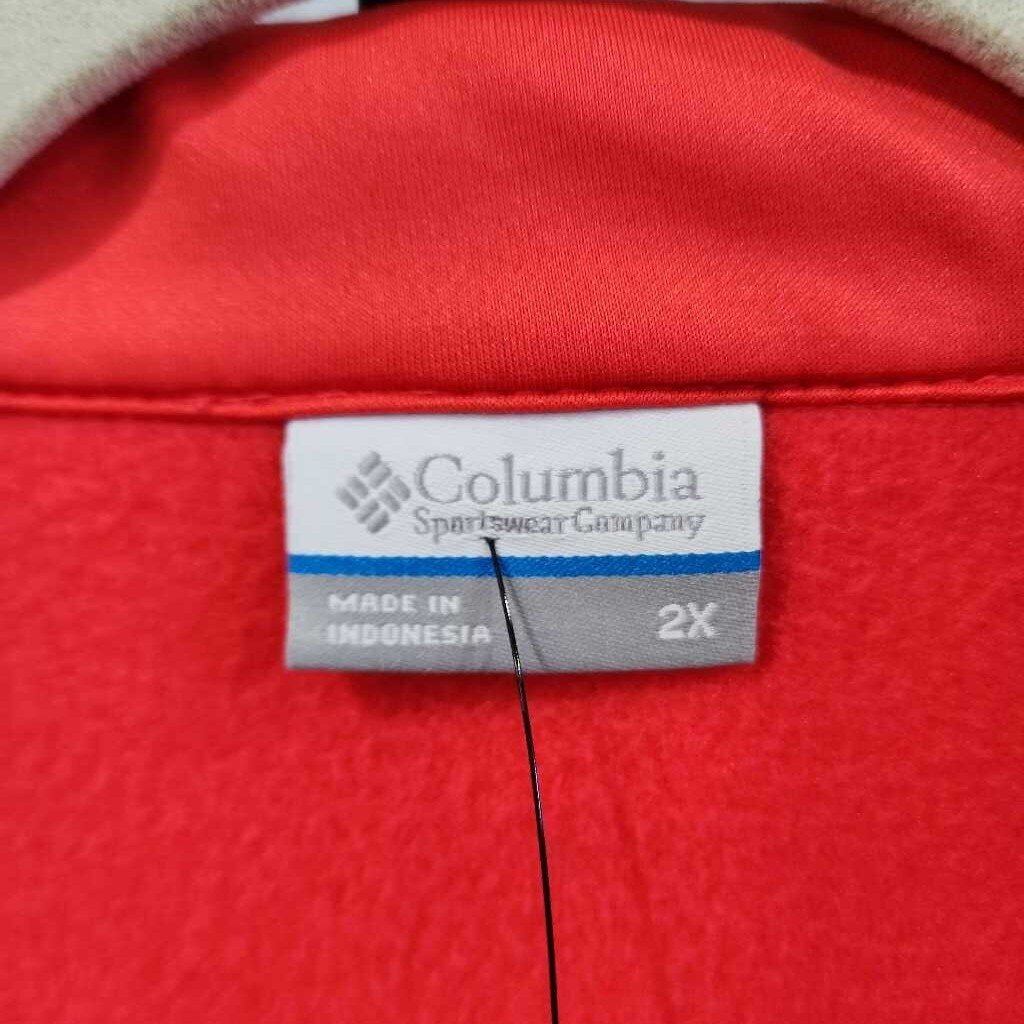 Columbia
Sportswear Company
MADE IN
INDONESIA
2X